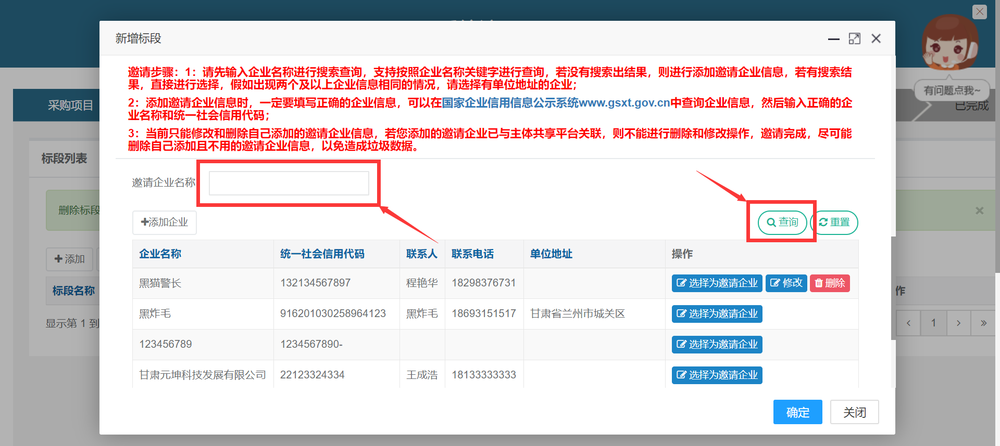 新增标段
有问题点我~
采购项目
已完成
邀请步骤：1：请先输入企业名称进行搜索查询，支持按照企业名称关键字进行查询，若没有搜索出结果，则进行添加邀请企业信息，若有搜索结
果，直接进行选择，假如出现两个及以上企业信息相同的情况，请选择有单位地址的企业；
2：添加邀请企业信息时，一定要填写正确的企业信息，可以在国家企业信用信息公示系统www.gsxt.gov.cn中查询企业信息，然后输入正确的企
业名称和统一社会信用代码；
3：当前只能修改和删除自己添加的邀请企业信息，若您添加的邀请企业已与主体共享平台关联，则不能进行删除和修改操作，邀请完成，尽可能
删除自己添加且不用的邀请企业信息，以免造成垃圾数据。
标段列表
邀请企业名称
删除标段
添加企业 查询 重置
添加
企业名称 统一社会信用代码 联系人 联系电话 单位地址 操作
黑猫警长 132134567897 程艳华 18298376731 选择为邀请企业 修改 删除
标段名称 作
黑炸毛 916201030258964123 黑炸毛 18693151517 甘肃省兰州市城关区 选择为邀请企业
显示第 1 到 ‹ 1 › »
123456789 1234567890- 选择为邀请企业
甘肃元坤科技发展有限公司 22123324334 王成浩 18133333333 选择为邀请企业
确定 关闭